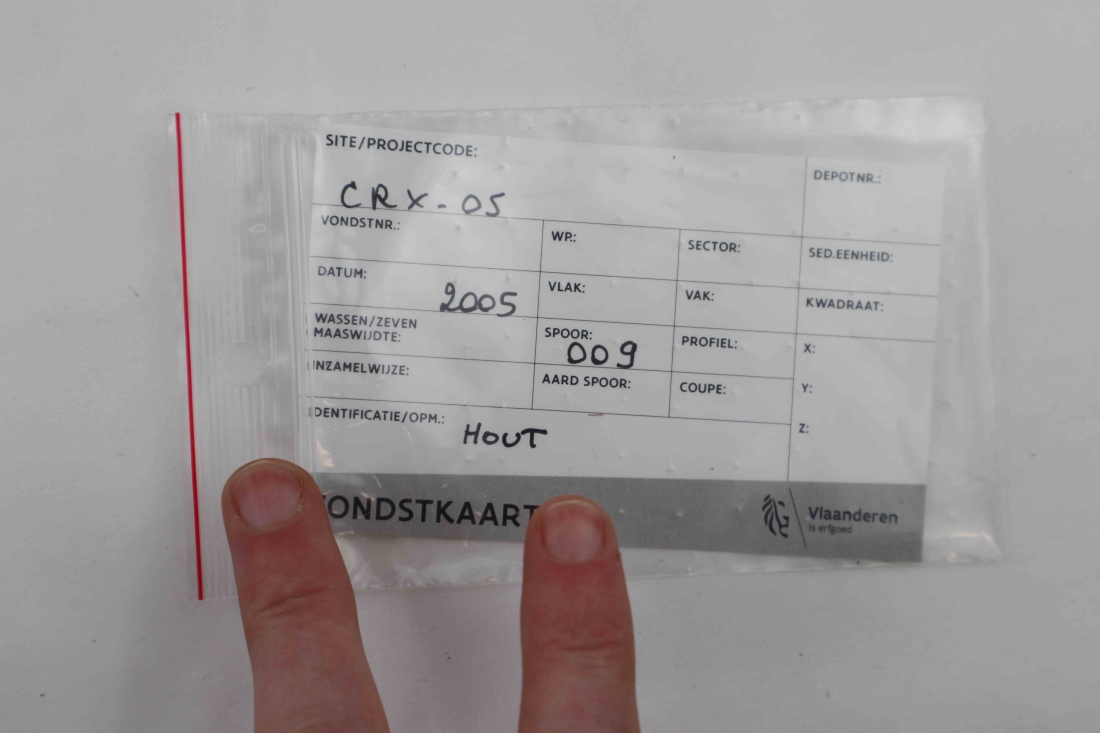 SITE/PROJECTCODE:
CRX-05
DEPOTNR.:
VONDSTNR.:
WP.:
SECTOR:
SED.EENHEID:
DATUM:
2005
VLAK:
VAK:
KWADRAAT:
WASSEN/ZEVEN
MAASWIJDTE:
SPOOR:
009
PROFIEL:
X:
INZAMELWIJZE:
AARD SPOOR:
COUPE:
Y:
IDENTIFICATIE/OPM.:
HOUT
Z:
VONDSTKAART
Vlaanderen
is erfgoed